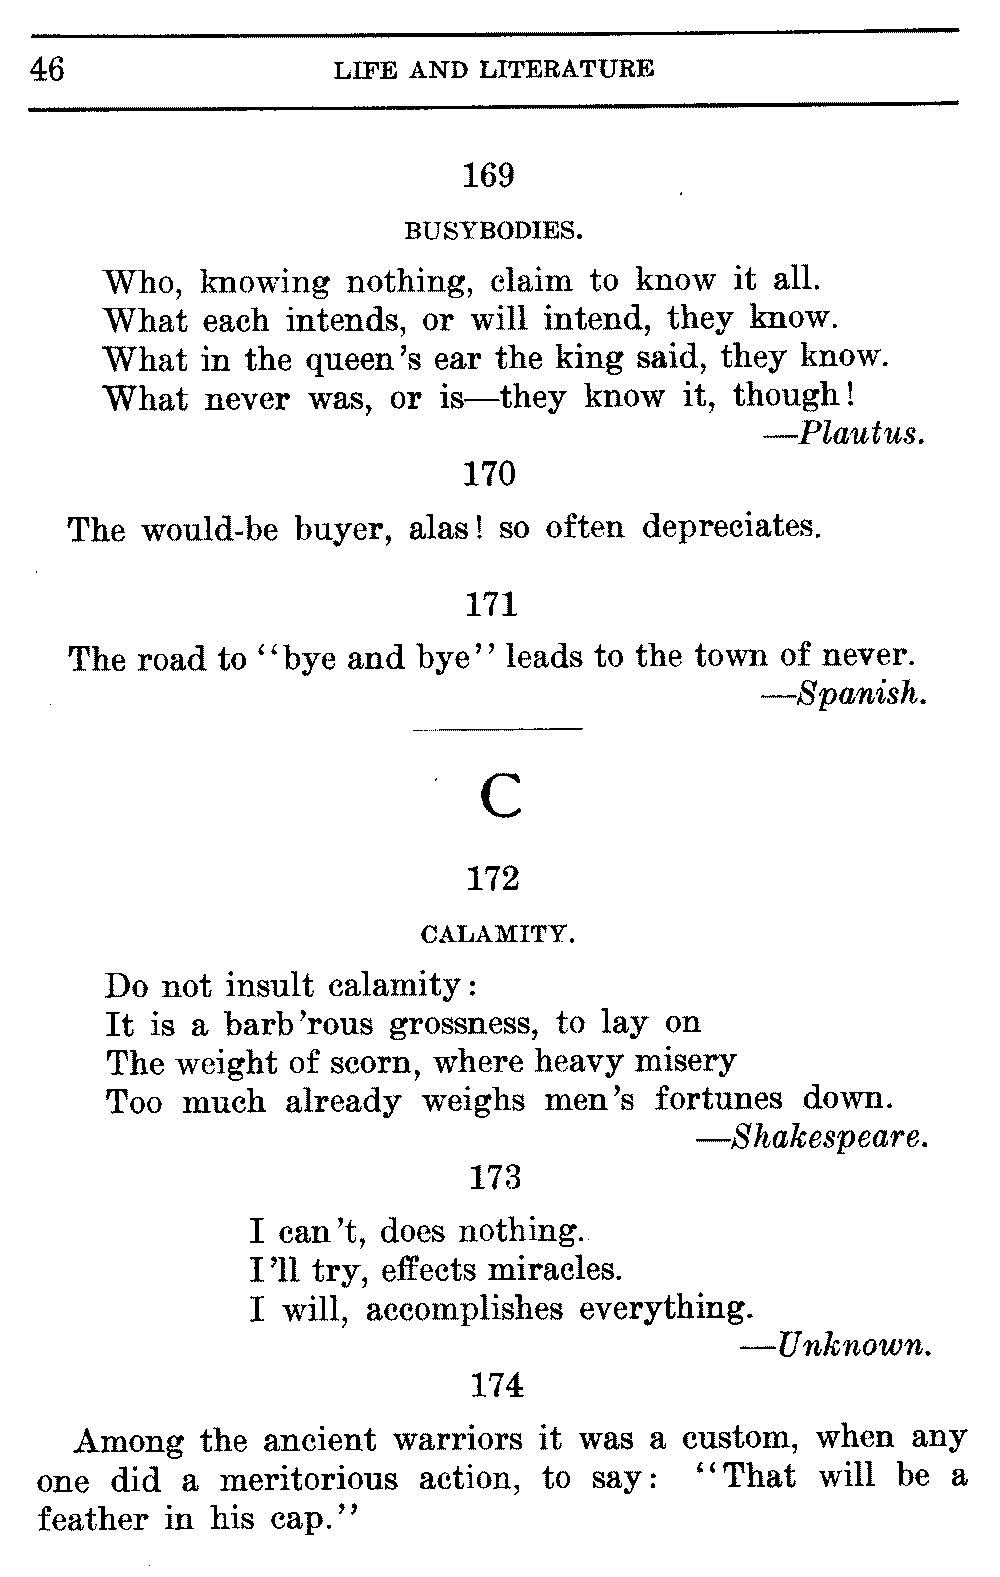 46 LIFE AND LITERATURE
169
BUSYBODIES.
Who, knowing nothing, claim to know it all.
What each intends, or will intend, they know.
What in the queen's ear the king said, they know.
What never was, or is—they know it, though!
—Plautus.
170
The would-be buyer, alas! so often depreciates.
171
The road to "bye and bye" leads to the town of never.
—Spanish.
C
172
CALAMITY.
Do not insult calamity:
It is a barb'rous grossness, to lay on
The weight of scorn, where heavy misery
Too much already weighs men's fortunes down.
—Shakespeare.
173
I can't, does nothing.
I'll try, effects miracles.
I will, accomplishes everything.
—Unknown.
174
Among the ancient warriors it was a custom, when any
one did a meritorious action, to say: "That will be a
feather in his cap."